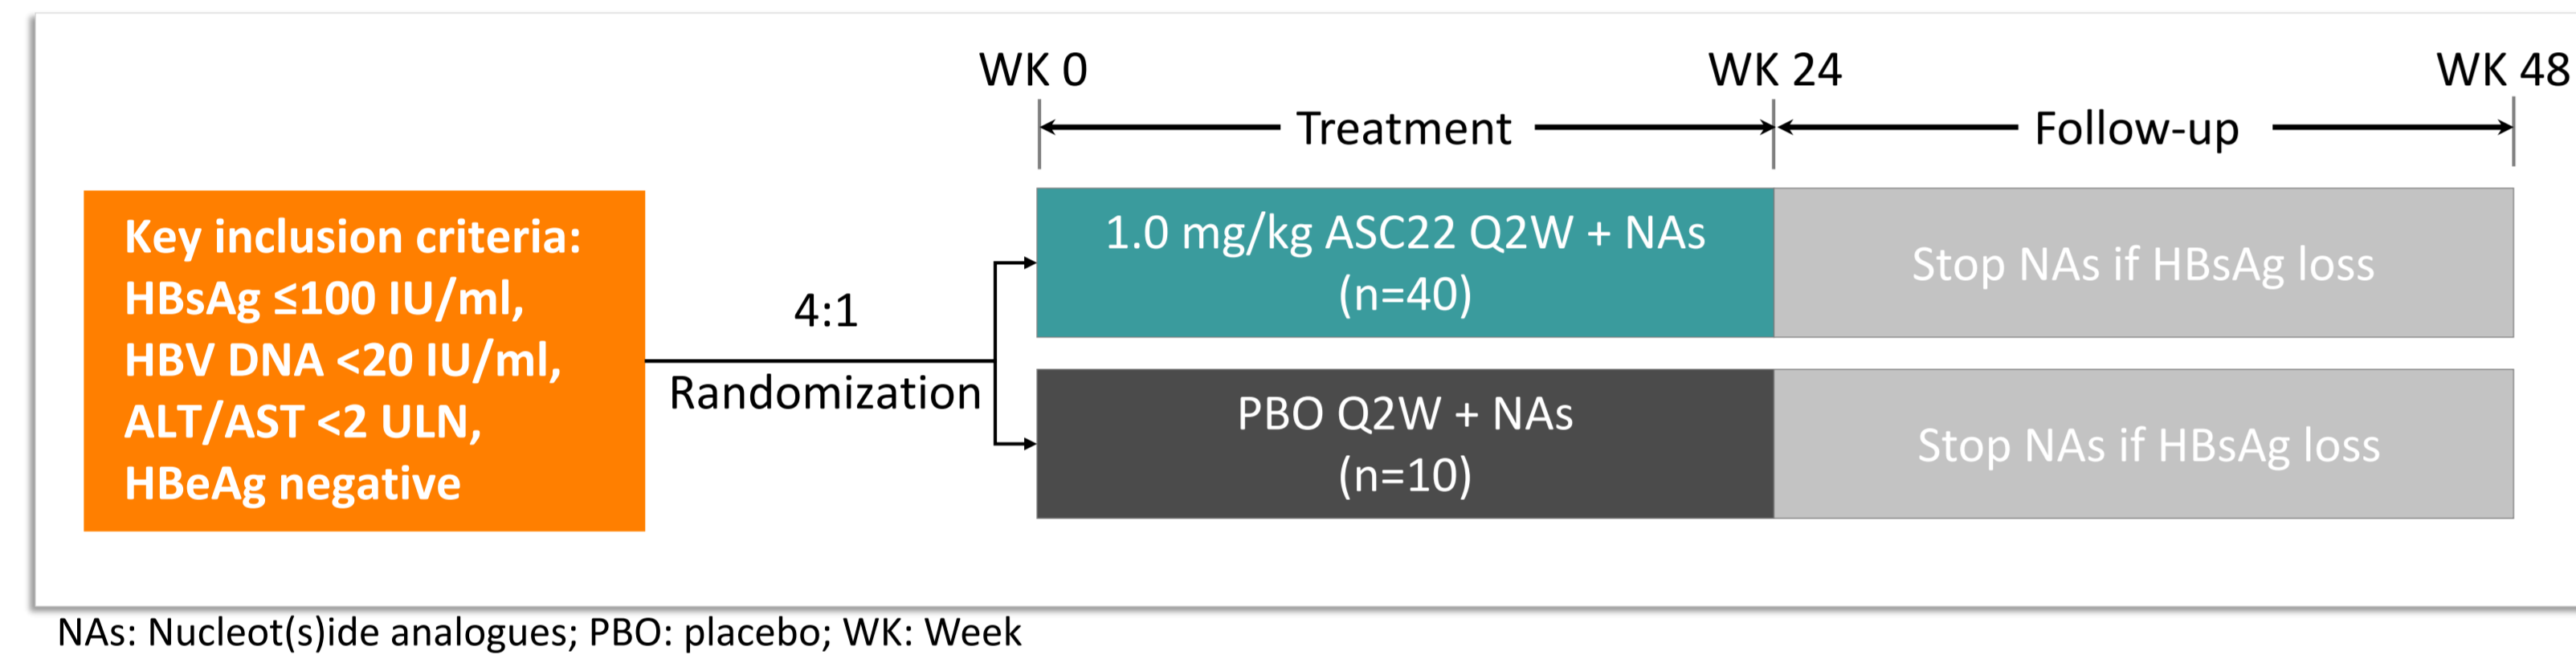 WK 0
WK 24
WK 48
Treatment
Follow-up
Key inclusion criteria:
HBsAg ≤100 IU/ml,
HBV DNA <20 IU/ml,
ALT/AST <2 ULN,
HBeAg negative
4:1
Randomization
1.0 mg/kg ASC22 Q2W + NAs
(n=40)
Stop NAs if HBsAg loss
PBO Q2W + NAs
(n=10)
Stop NAs if HBsAg loss
NAs: Nucleot(s)ide analogues; PBO: placebo; WK: Week